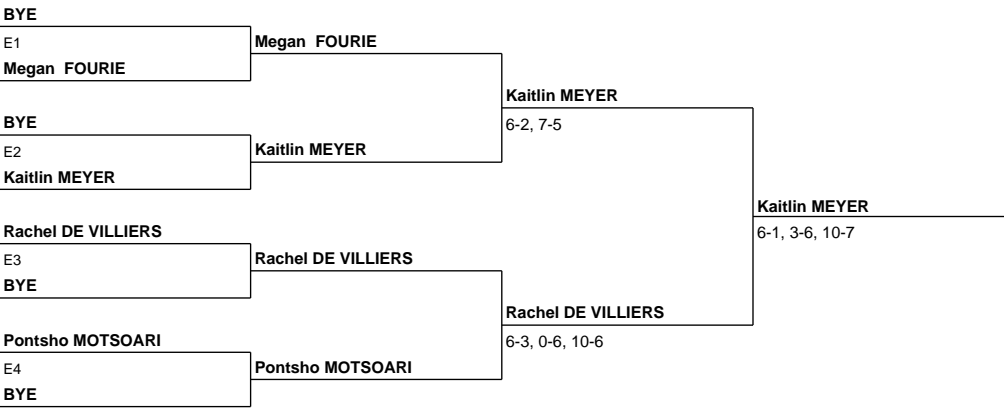 BYE
E1
Megan  FOURIE
Megan  FOURIE
BYE
E2
Kaitlin MEYER
Kaitlin MEYER
Kaitlin MEYER
6-2, 7-5
Rachel DE VILLIERS
E3
BYE
Rachel DE VILLIERS
Pontsho MOTSOARI
E4
BYE
Pontsho MOTSOARI
Rachel DE VILLIERS
6-3, 0-6, 10-6
Kaitlin MEYER
6-1, 3-6, 10-7